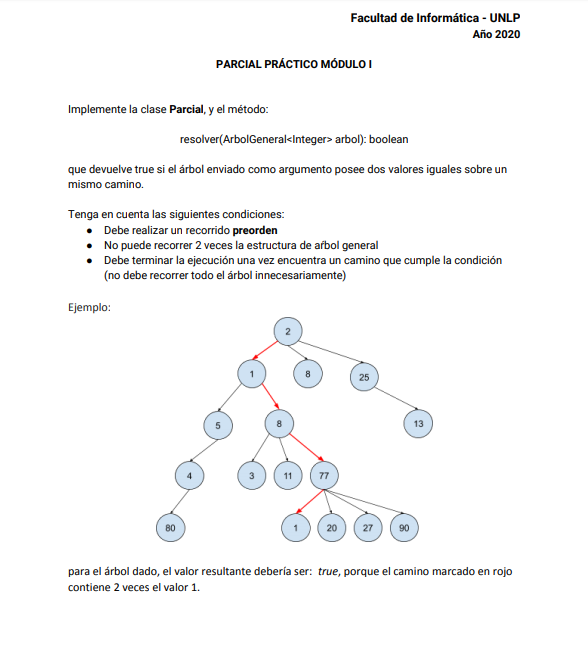 Facultad de Informática - UNLP
Año 2020
PARCIAL PRÁCTICO MÓDULO I
Implemente la clase Parcial, y el método:
resolver(ArbolGeneral<Integer> arbol): boolean
que devuelve true si el árbol enviado como argumento posee dos valores iguales sobre un
mismo camino.
Tenga en cuenta las siguientes condiciones:
● Debe realizar un recorrido preorden
● No puede recorrer 2 veces la estructura de aŕbol general
● Debe terminar la ejecución una vez encuentra un camino que cumple la condición
(no debe recorrer todo el árbol innecesariamente)
Ejemplo:
2
1 8 25
5 8 13
4 3 11 77
80 1 20 27 90
para el árbol dado, el valor resultante debería ser: true, porque el camino marcado en rojo
contiene 2 veces el valor 1.